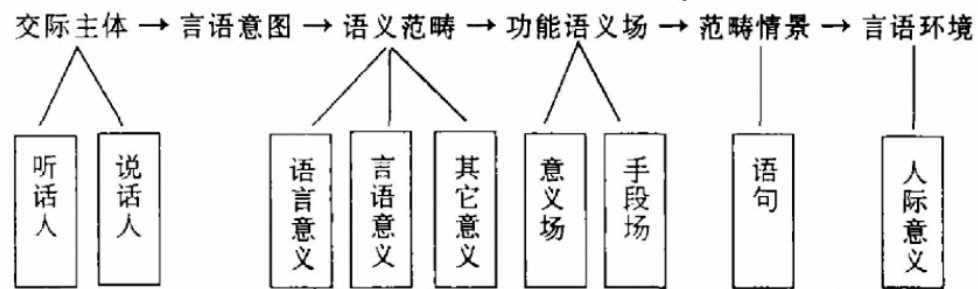 交际主体 → 言语意图 → 语义范畴 → 功能语义场 → 范畴情景 → 言语环境
听话人
说话人
语言意义
言语意义
其它意义
意义场
手段场
语句
人际意义